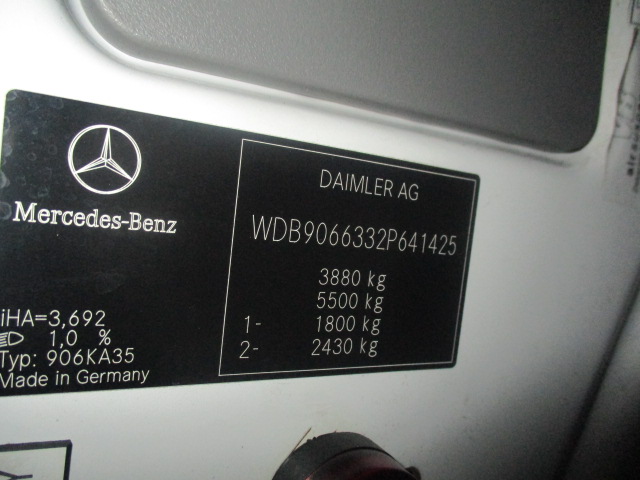 Mercedes-Benz
iHA=3,692
1,0 %
Typ: 906KA35
Made in Germany
DAIMLER AG
WDB9066332P641425
3880 kg
5500 kg
1- 1800 kg
2- 2430 kg